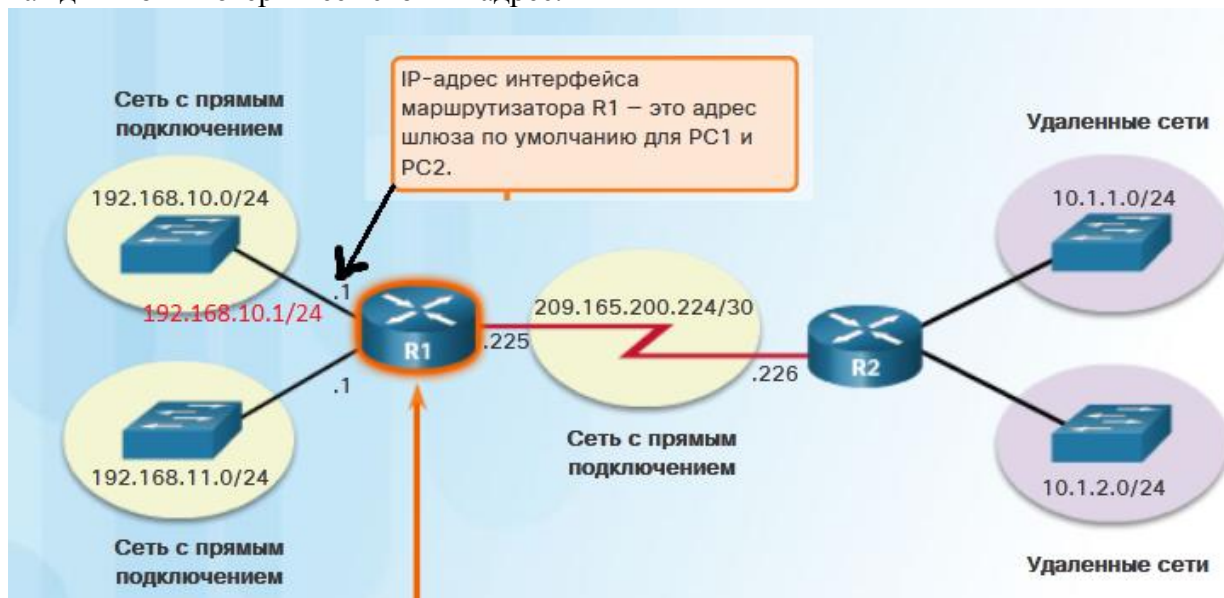 IP-адрес интерфейса
маршрутизатора R1 — это адрес
шлюза по умолчанию для PC1 и
PC2.
Сеть с прямым
подключением
192.168.10.0/24
.1
192.168.10.1/24
R1
.1
192.168.11.0/24
Сеть с прямым
подключением
209.165.200.224/30
.225
.226
Сеть с прямым
подключением
R2
Удаленные сети
10.1.1.0/24
10.1.2.0/24
Удаленные сети